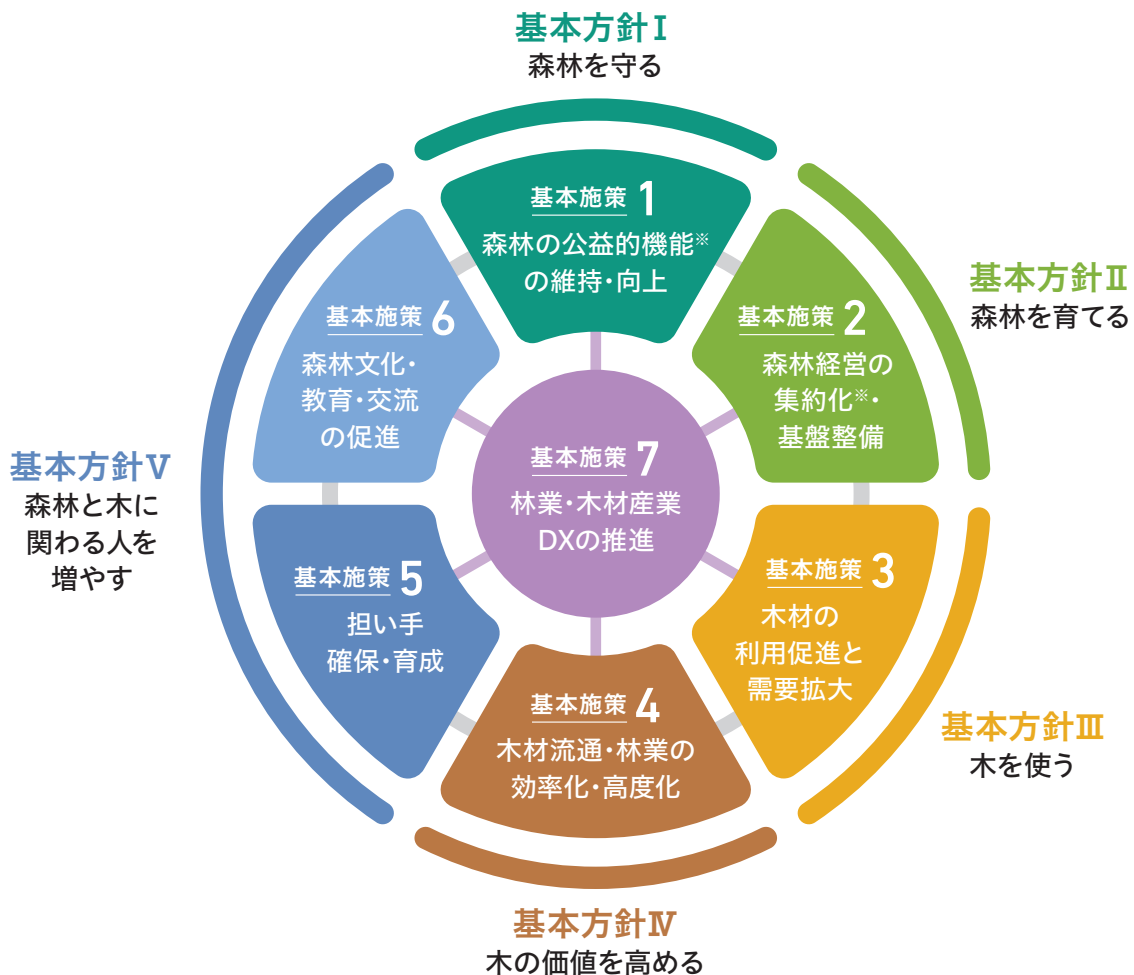 基本方針Ⅰ
森林を守る
基本施策 1
森林の公益的機能※
の維持・向上
基本方針Ⅱ
森林を育てる
基本施策 2
森林経営の
集約化※・
基盤整備
基本方針Ⅲ
木を使う
基本施策 3
木材の
利用促進と
需要拡大
基本方針Ⅳ
木の価値を高める
基本施策 4
木材流通・林業の
効率化・高度化
基本方針Ⅴ
森林と木に
関わる人を
増やす
基本施策 5
担い手
確保・育成
基本施策 6
森林文化・
教育・交流
の促進
基本施策 7
林業・木材産業
DXの推進